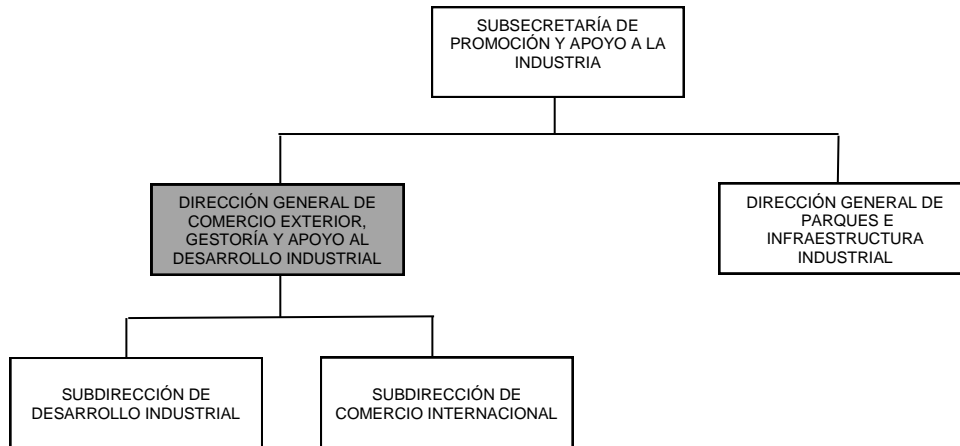 SUBSECRETARÍA DE
PROMOCIÓN Y APOYO A LA
INDUSTRIA
DIRECCIÓN GENERAL DE
COMERCIO EXTERIOR,
GESTORÍA Y APOYO AL
DESARROLLO INDUSTRIAL
DIRECCIÓN GENERAL DE
PARQUES E
INFRAESTRUCTURA
INDUSTRIAL
SUBDIRECCIÓN DE
DESARROLLO INDUSTRIAL
SUBDIRECCIÓN DE
COMERCIO INTERNACIONAL